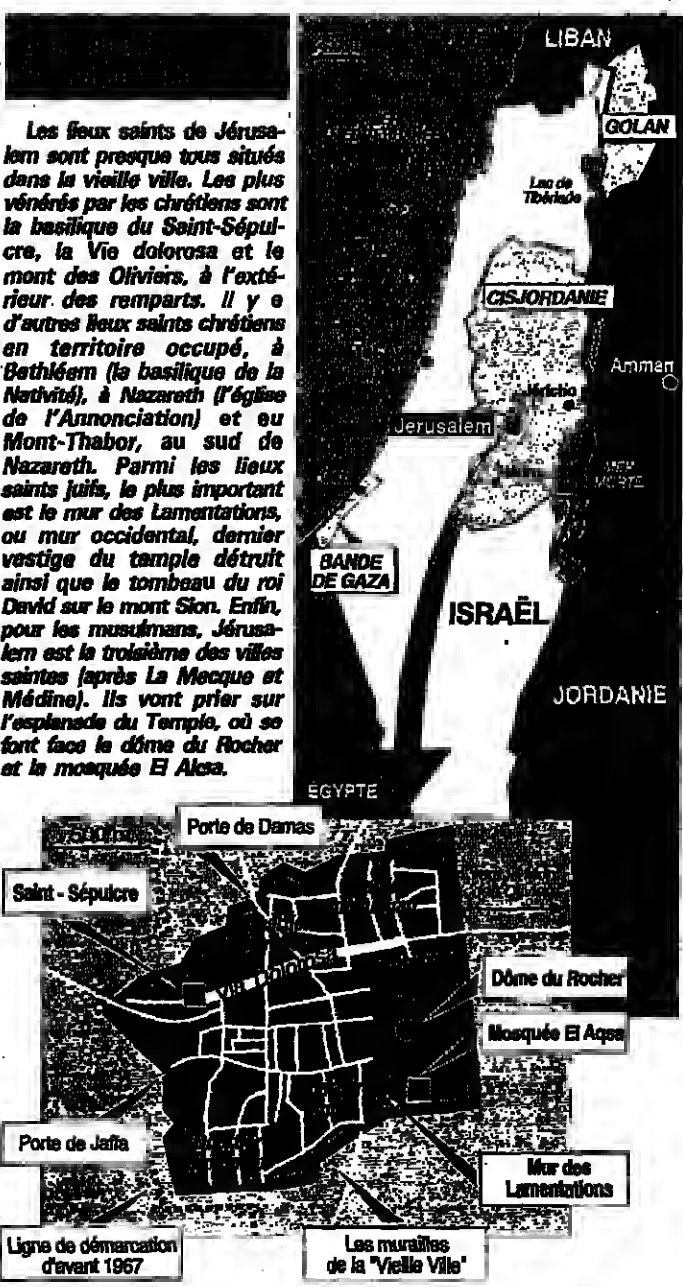 Les lieux saints de Jérusa-
lem sont presque tous situés
dans la vieille ville. Les plus
vénérés par les chrétiens sont
la basilique du Saint-Sépul-
cre, la Vie dolorosa et le
mont des Oliviers, à l'exté-
rieur des remparts. Il y a
d'autres lieux saints chrétiens
en territoire occupé, à
Bethléem (la basilique de la
Nativité), à Nazareth (l'église
de l'Annonciation) et au
Mont-Thabor, au sud de
Nazareth. Parmi les lieux
saints juifs, le plus important
est le mur des Lamentations,
ou mur occidental, dernier
vestige du temple détruit
ainsi que le tombeau du roi
David sur le mont Sion. Enfin,
pour les musulmans, Jérusa-
lem est la troisième des villes
saintes (après La Mecque et
Médine). Ils vont prier sur
l'esplanade du Temple, où se
font face le dôme du Rocher
et la mosquée El Aksa.
LIBAN
GOLAN
Lac de
Tibériade
CISJORDANIE
Amman
Jéricho
Jerusalem
MER
MORTE
BANDE
DE GAZA
ISRAËL
JORDANIE
ÉGYPTE
500 m
Porte de Damas
Saint - Sépulcre
Via Dolorosa
Dôme du Rocher
Mosquée El Aqsa
Porte de Jaffa
Mur des
Lamentations
Ligne de démarcation
d'avant 1967
Les murailles
de la "Vieille Ville"